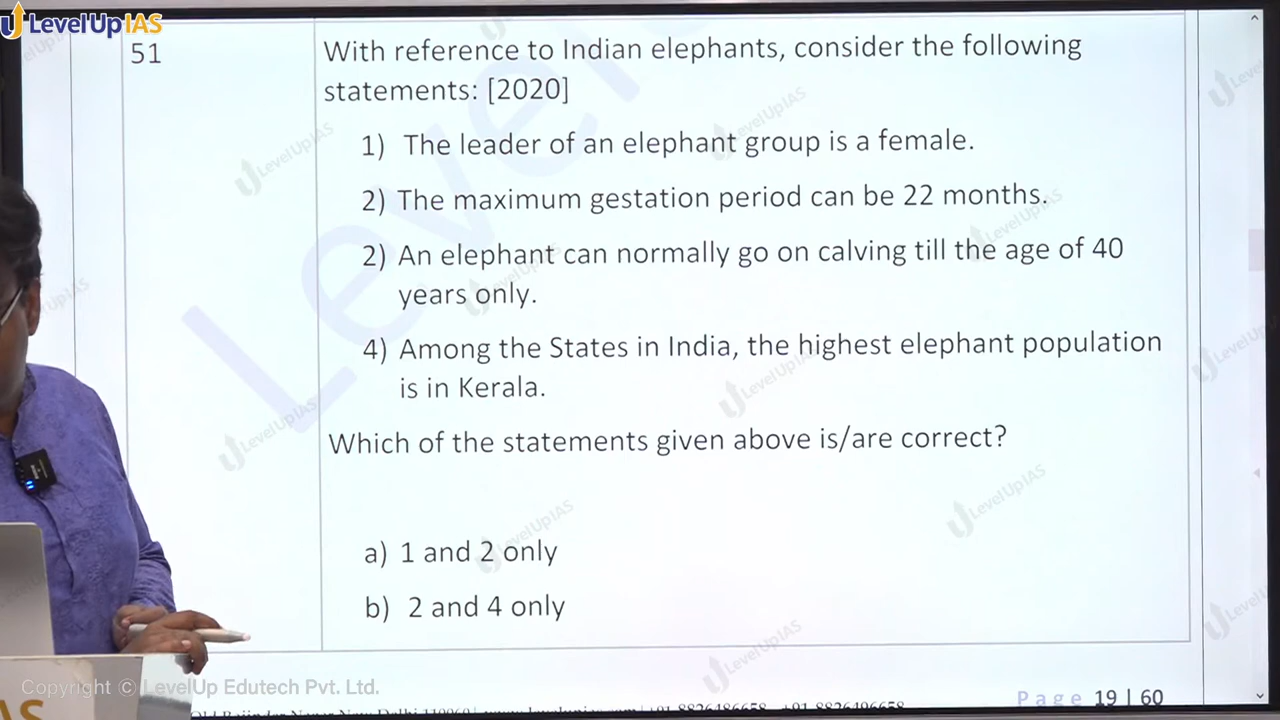 LevelUpIAS
51
With reference to Indian elephants, consider the following
statements: [2020]
1) The leader of an elephant group is a female.
2) The maximum gestation period can be 22 months.
2) An elephant can normally go on calving till the age of 40
years only.
4) Among the States in India, the highest elephant population
is in Kerala.
Which of the statements given above is/are correct?
a) 1 and 2 only
b) 2 and 4 only
Copyright © LevelUp Edutech Pvt. Ltd.
Page 19 | 60